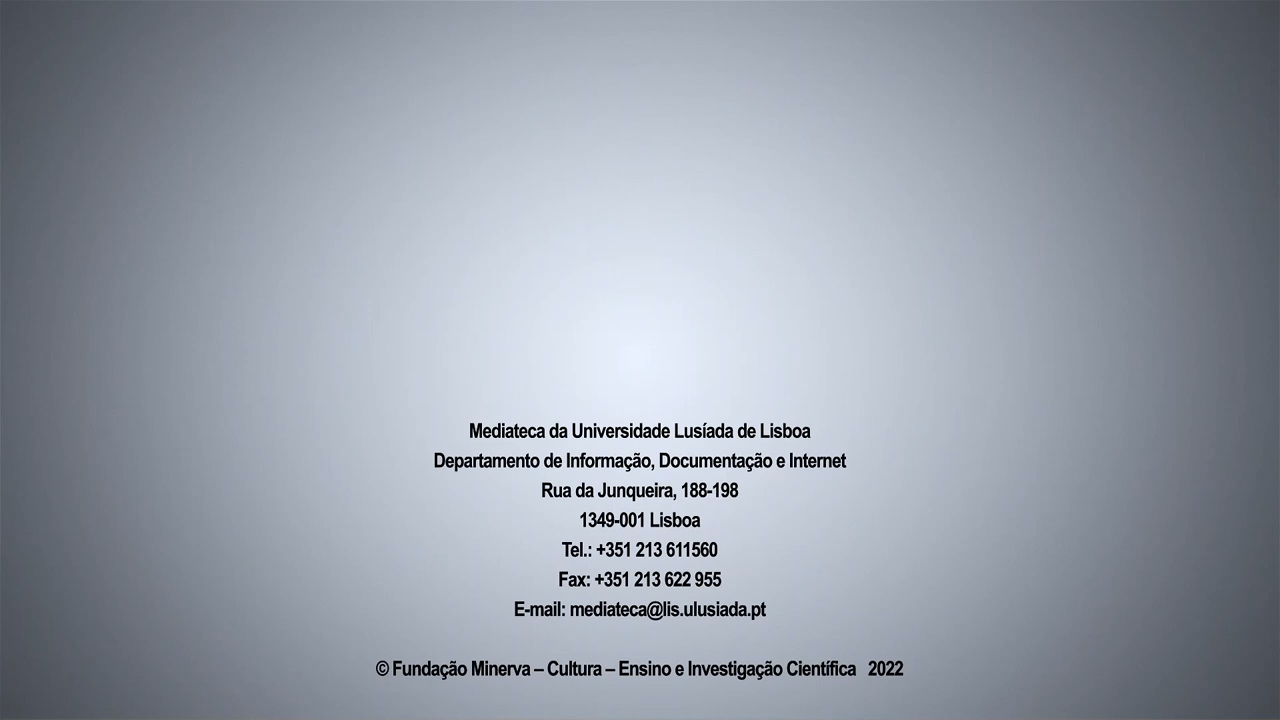 Mediateca da Universidade Lusíada de Lisboa
Departamento de Informação, Documentação e Internet
Rua da Junqueira, 188-198
1349-001 Lisboa
Tel.: +351 213 611560
Fax: +351 213 622 955
E-mail: mediateca@lis.ulusiada.pt
© Fundação Minerva – Cultura – Ensino e Investigação Científica 2022